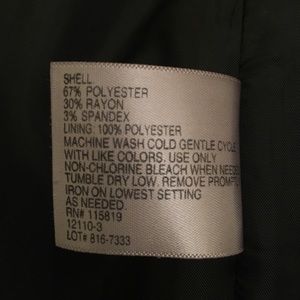 SHELL
67% POLYESTER
30% RAYON
3% SPANDEX
LINING: 100% POLYESTER
MACHINE WASH COLD GENTLE CYCLE
WITH LIKE COLORS. USE ONLY
NON-CHLORINE BLEACH WHEN NEEDED
TUMBLE DRY LOW. REMOVE
IRON ON LOWEST SETTING
AS NEEDED.
RN# 115819
12110-3
LOT# 816-7333